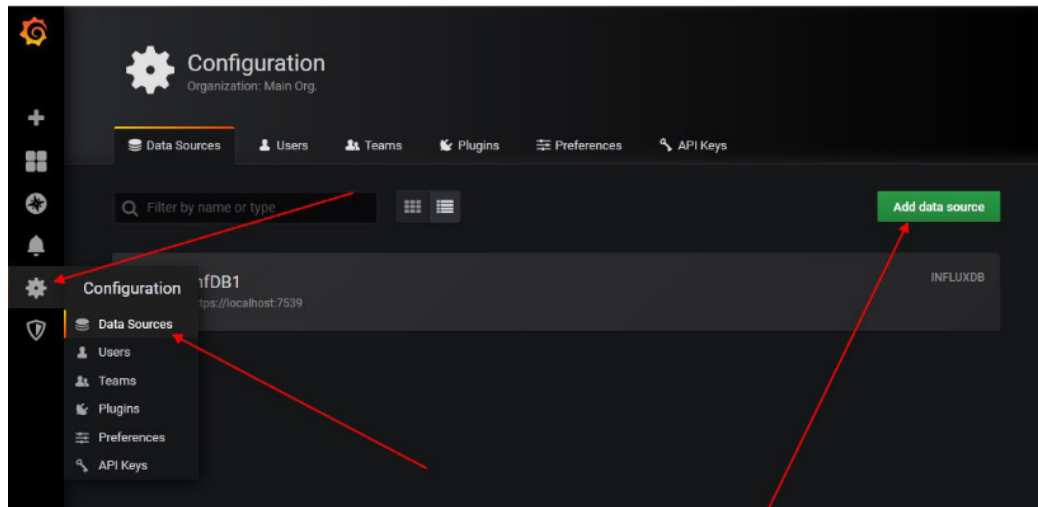 Configuration
Organization: Main Org.
Data Sources Users Teams Plugins Preferences API Keys
Filter by name or type
Add data source
nfDB1
INFLUXDB
tps://localhost:7539
Configuration
Data Sources
Users
Teams
Plugins
Preferences
API Keys